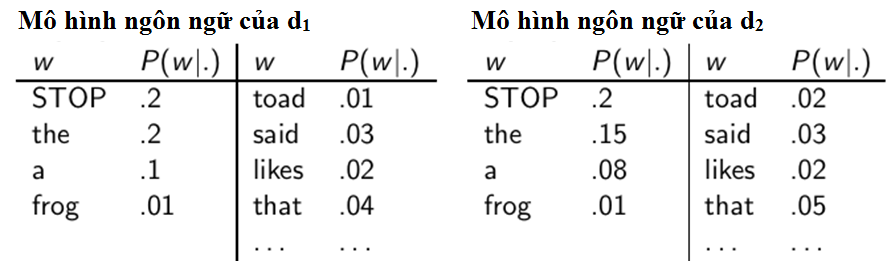 Mô hình ngôn ngữ của d₁ Mô hình ngôn ngữ của d₂
w P(w|.) w P(w|.) w P(w|.) w P(w|.)
STOP .2 toad .01 STOP .2 toad .02
the .2 said .03 the .15 said .03
a .1 likes .02 a .08 likes .02
frog .01 that .04 frog .01 that .05
... ... ... ...